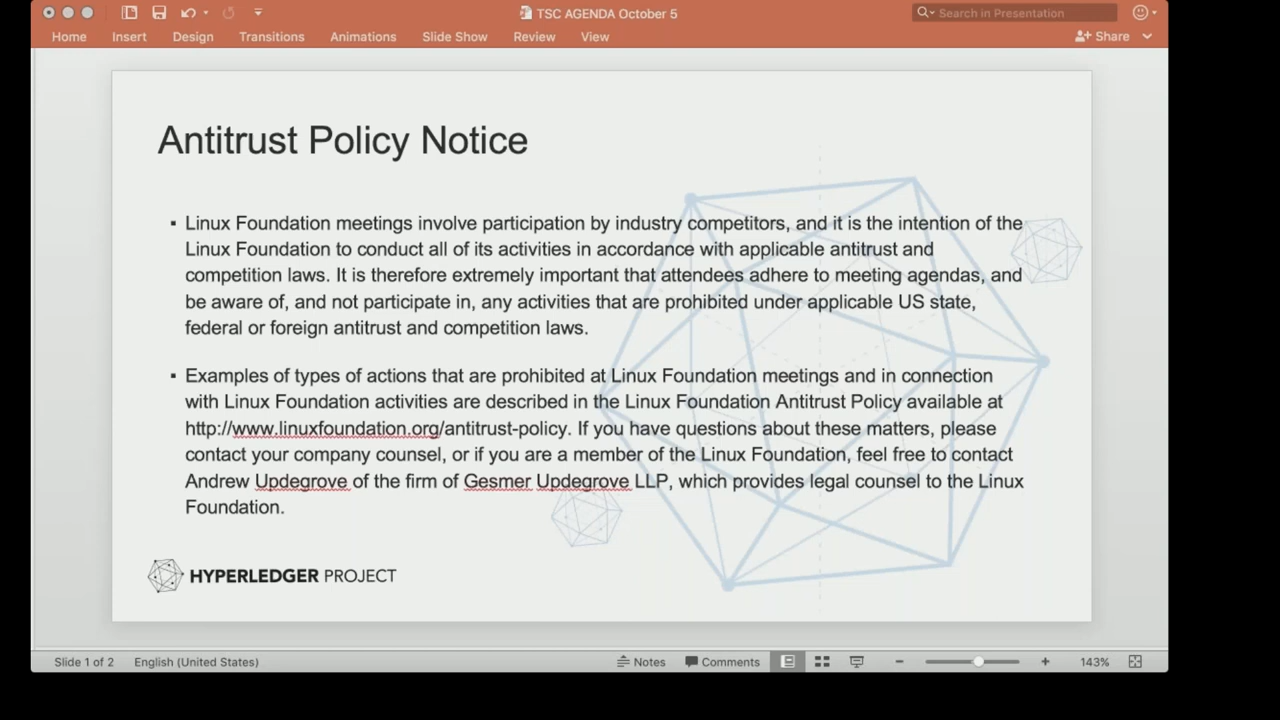 TSC AGENDA October 5
Search in Presentation
Home Insert Design Transitions Animations Slide Show Review View Share
Antitrust Policy Notice
▪ Linux Foundation meetings involve participation by industry competitors, and it is the intention of the
Linux Foundation to conduct all of its activities in accordance with applicable antitrust and
competition laws. It is therefore extremely important that attendees adhere to meeting agendas, and
be aware of, and not participate in, any activities that are prohibited under applicable US state,
federal or foreign antitrust and competition laws.
▪ Examples of types of actions that are prohibited at Linux Foundation meetings and in connection
with Linux Foundation activities are described in the Linux Foundation Antitrust Policy available at
http://www.linuxfoundation.org/antitrust-policy. If you have questions about these matters, please
contact your company counsel, or if you are a member of the Linux Foundation, feel free to contact
Andrew Updegrove of the firm of Gesmer Updegrove LLP, which provides legal counsel to the Linux
Foundation.
HYPERLEDGER PROJECT
Slide 1 of 2 English (United States) Notes Comments 143%